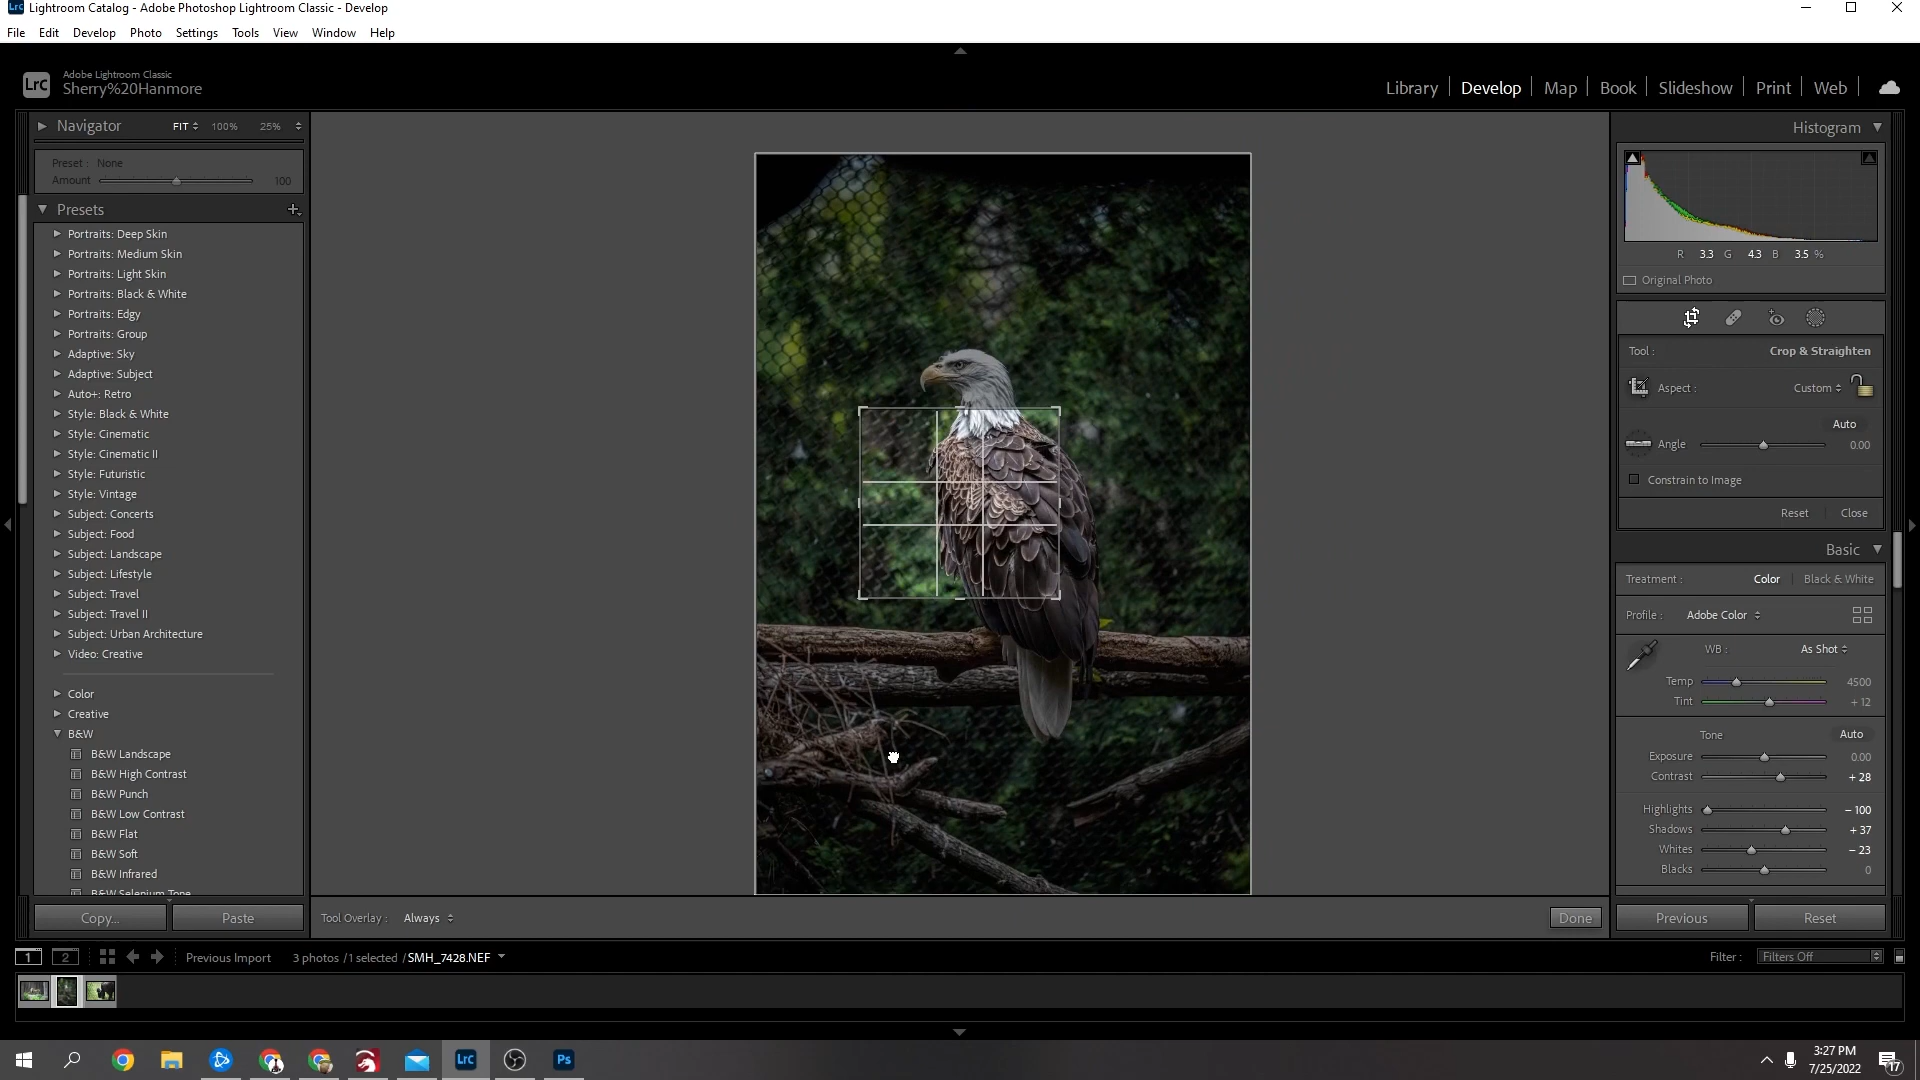 Lightroom Catalog - Adobe Photoshop Lightroom Classic - Develop
File Edit Develop Photo Settings Tools View Window Help
LrC Adobe Lightroom Classic
Sherry%20Hanmore
Library Develop Map Book Slideshow Print Web
Navigator FIT 100% 25%
Preset : None
Amount 100
Presets
Portraits: Deep Skin
Portraits: Medium Skin
Portraits: Light Skin
Portraits: Black & White
Portraits: Edgy
Portraits: Group
Adaptive: Sky
Adaptive: Subject
Auto+: Retro
Style: Black & White
Style: Cinematic
Style: Cinematic II
Style: Futuristic
Style: Vintage
Subject: Concerts
Subject: Food
Subject: Landscape
Subject: Lifestyle
Subject: Travel
Subject: Travel II
Subject: Urban Architecture
Video: Creative
Color
Creative
B&W
B&W Landscape
B&W High Contrast
B&W Punch
B&W Low Contrast
B&W Flat
B&W Soft
B&W Infrared
B&W Selenium Tone
Copy... Paste
Tool Overlay : Always
Done
Histogram
R 3.3 G 4.3 B 3.5 %
Original Photo
Tool : Crop & Straighten
Aspect : Custom
Auto
Angle 0.00
Constrain to Image
Reset Close
Basic
Treatment : Color Black & White
Profile : Adobe Color
WB : As Shot
Temp 4500
Tint + 12
Tone Auto
Exposure 0.00
Contrast + 28
Highlights - 100
Shadows + 37
Whites - 23
Blacks 0
Previous Reset
1 2 Previous Import 3 photos / 1 selected / SMH_7428.NEF
Filter : Filters Off
LrC Ps
3:27 PM
7/25/2022
17